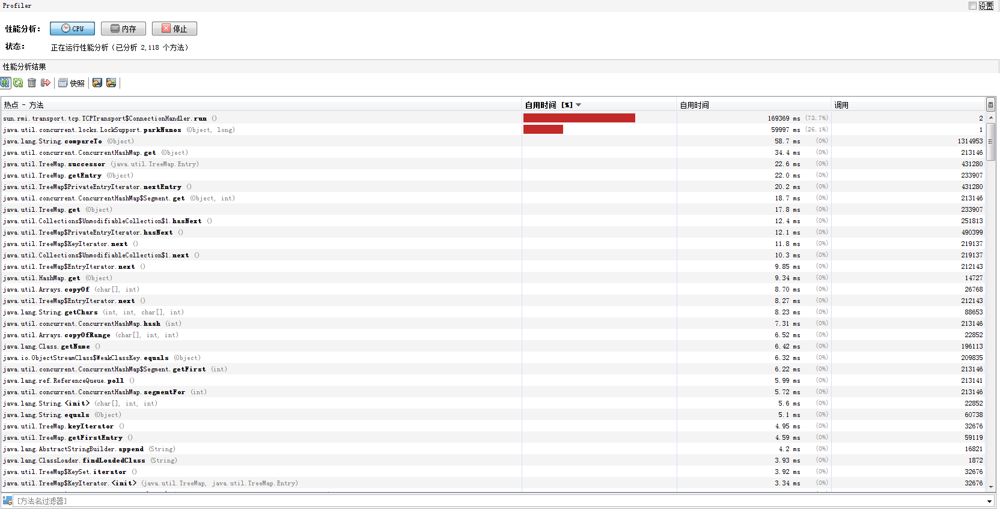 Profiler
设置
性能分析: CPU 内存 停止
状态: 正在运行性能分析（已分析 2,118 个方法）
性能分析结果
快照
热点 - 方法 自用时间 [%] 自用时间 调用
sun.rmi.transport.tcp.TCPTransport$ConnectionHandler.run () 169369 ms (73.7%) 2
java.util.concurrent.locks.LockSupport.parkNanos (Object, long) 59997 ms (26.1%) 1
java.lang.String.compareTo (Object) 58.7 ms (0%) 1314953
java.util.concurrent.ConcurrentHashMap.get (Object) 34.4 ms (0%) 213146
java.util.TreeMap.successor (java.util.TreeMap.Entry) 22.6 ms (0%) 431280
java.util.TreeMap.getEntry (Object) 22.0 ms (0%) 233907
java.util.TreeMap$PrivateEntryIterator.nextEntry () 20.2 ms (0%) 431280
java.util.concurrent.ConcurrentHashMap$Segment.get (Object, int) 18.7 ms (0%) 213146
java.util.TreeMap.get (Object) 17.8 ms (0%) 233907
java.util.Collections$UnmodifiableCollection$1.hasNext () 12.4 ms (0%) 251813
java.util.TreeMap$PrivateEntryIterator.hasNext () 12.1 ms (0%) 490399
java.util.TreeMap$KeyIterator.next () 11.8 ms (0%) 219137
java.util.Collections$UnmodifiableCollection$1.next () 10.3 ms (0%) 219137
java.util.TreeMap$EntryIterator.next () 9.85 ms (0%) 212143
java.util.HashMap.get (Object) 9.34 ms (0%) 14727
java.util.Arrays.copyOf (char[], int) 8.70 ms (0%) 26768
java.util.TreeMap$EntryIterator.next () 8.27 ms (0%) 212143
java.lang.String.getChars (int, int, char[], int) 8.23 ms (0%) 88653
java.util.concurrent.ConcurrentHashMap.hash (int) 7.31 ms (0%) 213146
java.util.Arrays.copyOfRange (char[], int, int) 6.52 ms (0%) 22852
java.lang.Class.getName () 6.42 ms (0%) 196113
java.io.ObjectStreamClass$WeakClassKey.equals (Object) 6.32 ms (0%) 209835
java.util.concurrent.ConcurrentHashMap$Segment.getFirst (int) 6.22 ms (0%) 213146
java.lang.ref.ReferenceQueue.poll () 5.99 ms (0%) 213141
java.util.concurrent.ConcurrentHashMap.segmentFor (int) 5.72 ms (0%) 213146
java.lang.String.<init> (char[], int, int) 5.6 ms (0%) 22852
java.lang.String.equals (Object) 5.1 ms (0%) 60738
java.util.TreeMap.keyIterator () 4.95 ms (0%) 32676
java.util.TreeMap.getFirstEntry () 4.59 ms (0%) 59119
java.lang.AbstractStringBuilder.append (String) 4.2 ms (0%) 16821
java.lang.ClassLoader.findLoadedClass (String) 3.93 ms (0%) 1872
java.util.TreeMap$KeySet.iterator () 3.92 ms (0%) 32676
java.util.TreeMap$KeyIterator.<init> (java.util.TreeMap, java.util.TreeMap.Entry) 3.34 ms (0%) 32676
[方法名过滤器]